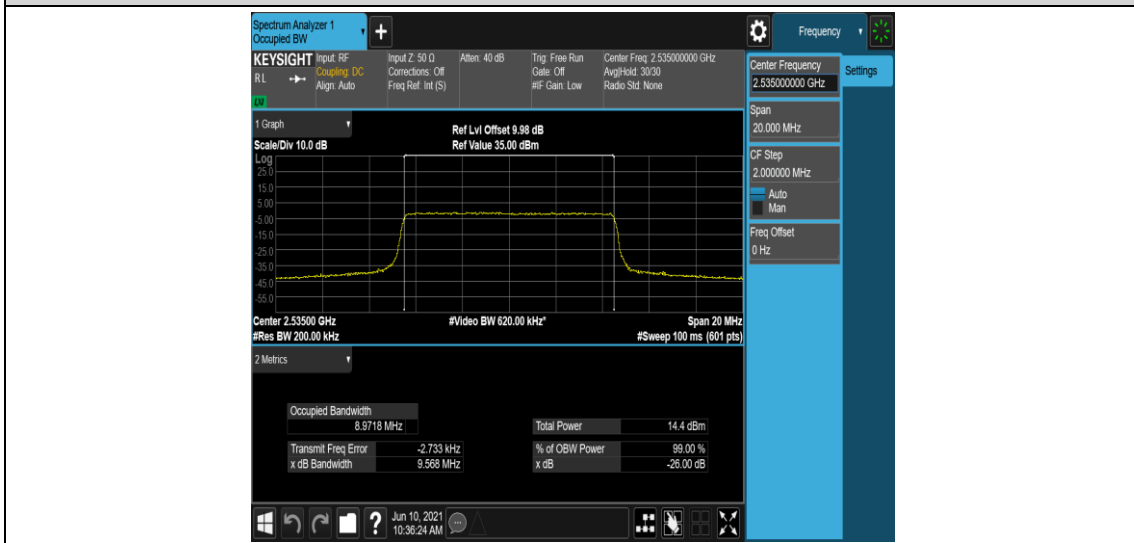 Spectrum Analyzer 1
Occupied BW
+
Frequency
KEYSIGHT
RL
Input: RF
Coupling: DC
Align: Auto
Input Z: 50 Ω
Corrections: Off
Freq Ref: Int (S)
Atten: 40 dB
Trig: Free Run
Gate: Off
#IF Gain: Low
Center Freq: 2.535000000 GHz
Avg|Hold: 30/30
Radio Std: None
Center Frequency
2.535000000 GHz
Settings
Span
20.000 MHz
CF Step
2.000000 MHz
Auto
Man
Freq Offset
0 Hz
1 Graph
Ref Lvl Offset 9.98 dB
Scale/Div 10.0 dB
Ref Value 35.00 dBm
Log
25.0
15.0
5.00
-5.00
-15.0
-25.0
-35.0
-45.0
-55.0
Center 2.53500 GHz
#Video BW 620.00 kHz*
Span 20 MHz
#Res BW 200.00 kHz
#Sweep 100 ms (601 pts)
2 Metrics
Occupied Bandwidth
8.9718 MHz
Total Power 14.4 dBm
Transmit Freq Error -2.733 kHz
% of OBW Power 99.00 %
x dB Bandwidth 9.568 MHz
x dB -26.00 dB
?
Jun 10, 2021
10:36:24 AM